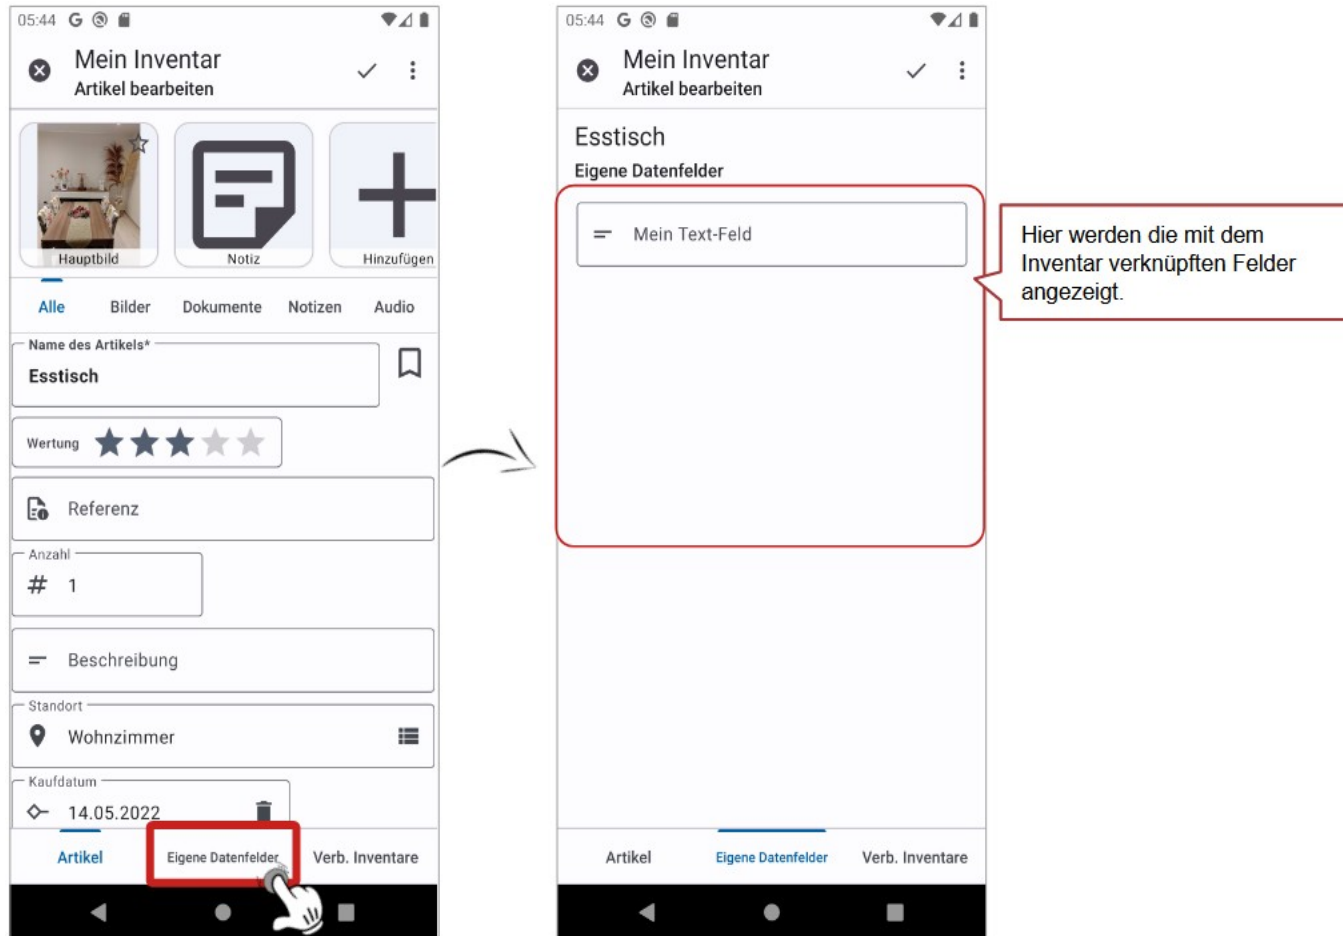 05:44 G
Mein Inventar
Artikel bearbeiten
Hauptbild
Notiz
Hinzufügen
Alle Bilder Dokumente Notizen Audio
Name des Artikels*
Esstisch
Wertung
Referenz
Anzahl
# 1
Beschreibung
Standort
Wohnzimmer
Kaufdatum
14.05.2022
Artikel Eigene Datenfelder Verb. Inventare
05:44 G
Mein Inventar
Artikel bearbeiten
Esstisch
Eigene Datenfelder
Mein Text-Feld
Artikel Eigene Datenfelder Verb. Inventare
Hier werden die mit dem
Inventar verknüpften Felder
angezeigt.